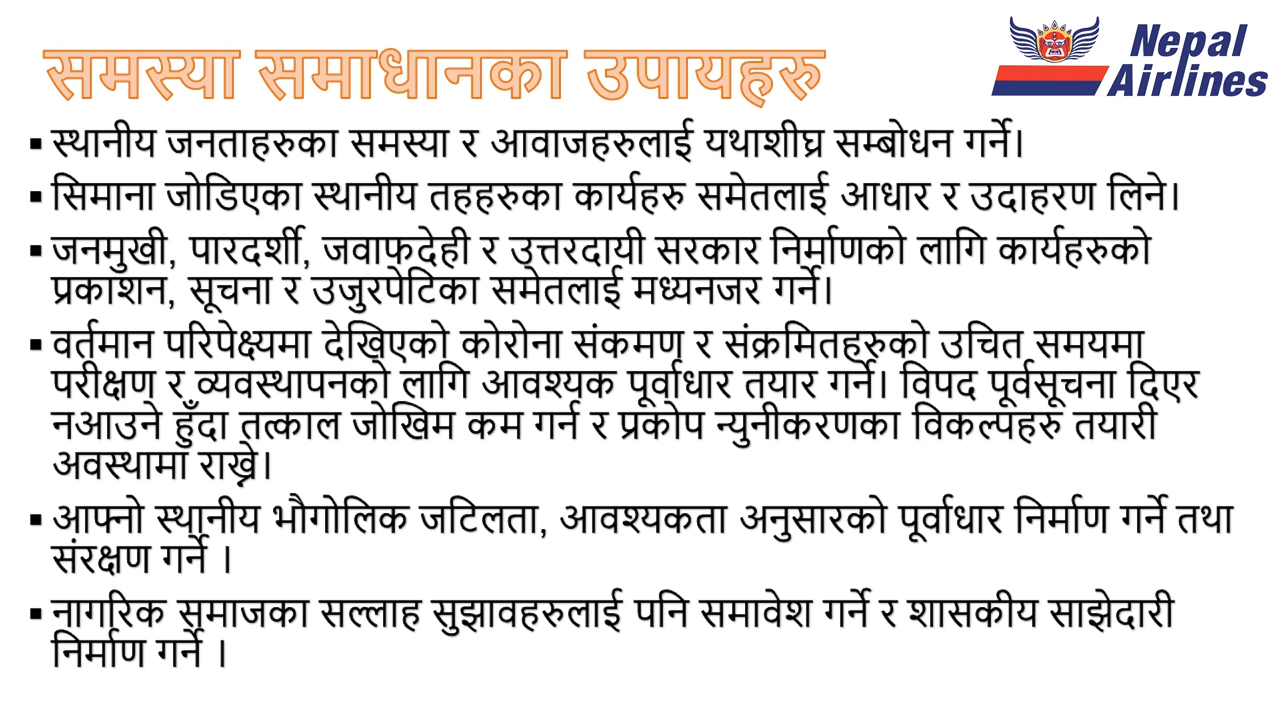 समस्या समाधानका उपायहरु
Nepal
Airlines
▪ स्थानीय जनताहरुका समस्या र आवाजहरुलाई यथाशीघ्र सम्बोधन गर्ने।
▪ सिमाना जोडिएका स्थानीय तहहरुका कार्यहरु समेतलाई आधार र उदाहरण लिने।
▪ जनमुखी, पारदर्शी, जवाफदेही र उत्तरदायी सरकार निर्माणको लागि कार्यहरुको
प्रकाशन, सूचना र उजुरपेटिका समेतलाई मध्यनजर गर्ने।
▪ वर्तमान परिपेक्ष्यमा देखिएको कोरोना संकमण र संक्रमितहरुको उचित समयमा
परीक्षण र व्यवस्थापनको लागि आवश्यक पूर्वाधार तयार गर्ने। विपद पूर्वसूचना दिएर
नआउने हुँदा तत्काल जोखिम कम गर्न र प्रकोप न्युनीकरणका विकल्पहरु तयारी
अवस्थामा राख्ने।
▪ आफ्नो स्थानीय भौगोलिक जटिलता, आवश्यकता अनुसारको पूर्वाधार निर्माण गर्ने तथा
संरक्षण गर्ने ।
▪ नागरिक समाजका सल्लाह सुझावहरुलाई पनि समावेश गर्ने र शासकीय साझेदारी
निर्माण गर्ने ।